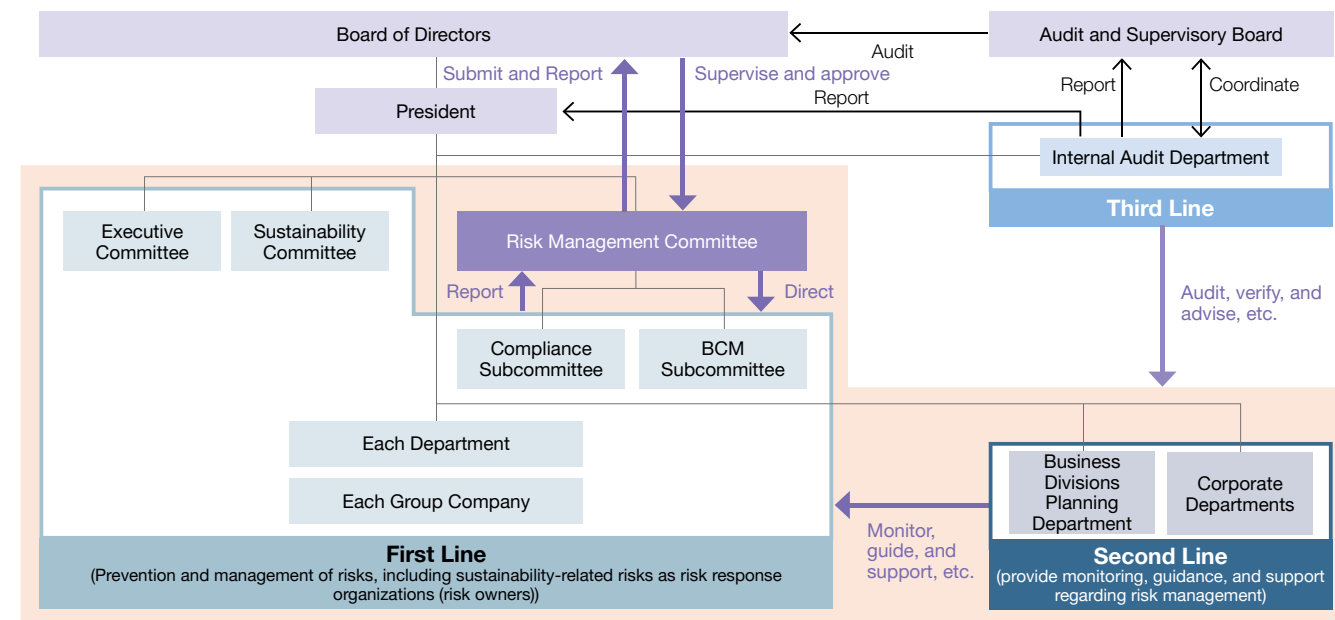 Board of Directors
Audit and Supervisory Board
Audit
Submit and Report
Supervise and approve
Report
Coordinate
President
Report
Internal Audit Department
Third Line
Executive
Committee
Sustainability
Committee
Risk Management Committee
Report
Direct
Audit, verify, and
advise, etc.
Compliance
Subcommittee
BCM
Subcommittee
Each Department
Each Group Company
First Line
(Prevention and management of risks, including sustainability-related risks as risk response
organizations (risk owners))
Monitor,
guide, and
support, etc.
Business
Divisions
Planning
Department
Corporate
Departments
Second Line
(provide monitoring, guidance, and support
regarding risk management)